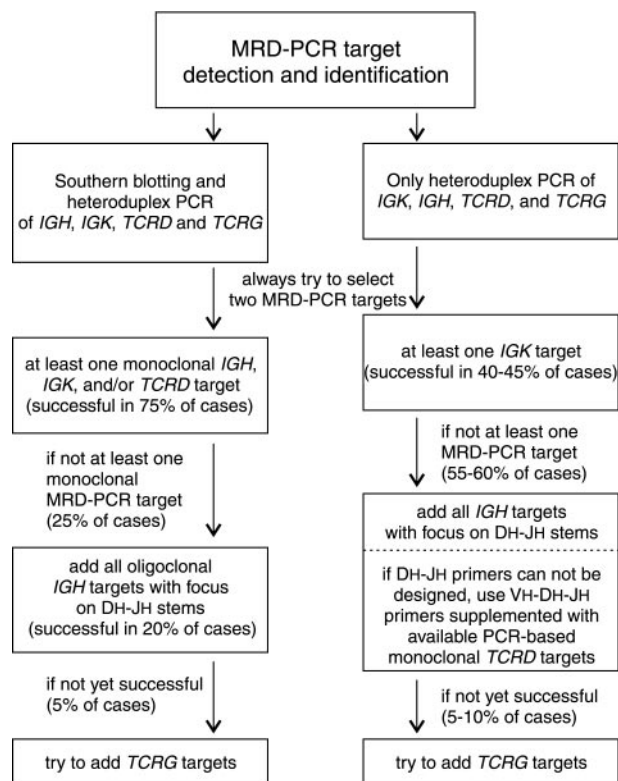 MRD-PCR target
detection and identification
Southern blotting and
heteroduplex PCR
of IGH, IGK, TCRD and TCRG
Only heteroduplex PCR of
IGK, IGH, TCRD, and TCRG
always try to select
two MRD-PCR targets
at least one monoclonal IGH,
IGK, and/or TCRD target
(successful in 75% of cases)
at least one IGK target
(successful in 40-45% of cases)
if not at least one
monoclonal
MRD-PCR target
(25% of cases)
if not at least one
MRD-PCR target
(55-60% of cases)
add all oligoclonal
IGH targets with focus
on DH-JH stems
(successful in 20% of cases)
add all IGH targets
with focus on DH-JH stems
if DH-JH primers can not be
designed, use VH-DH-JH
primers supplemented with
available PCR-based
monoclonal TCRD targets
if not yet successful
(5% of cases)
if not yet successful
(5-10% of cases)
try to add TCRG targets
try to add TCRG targets